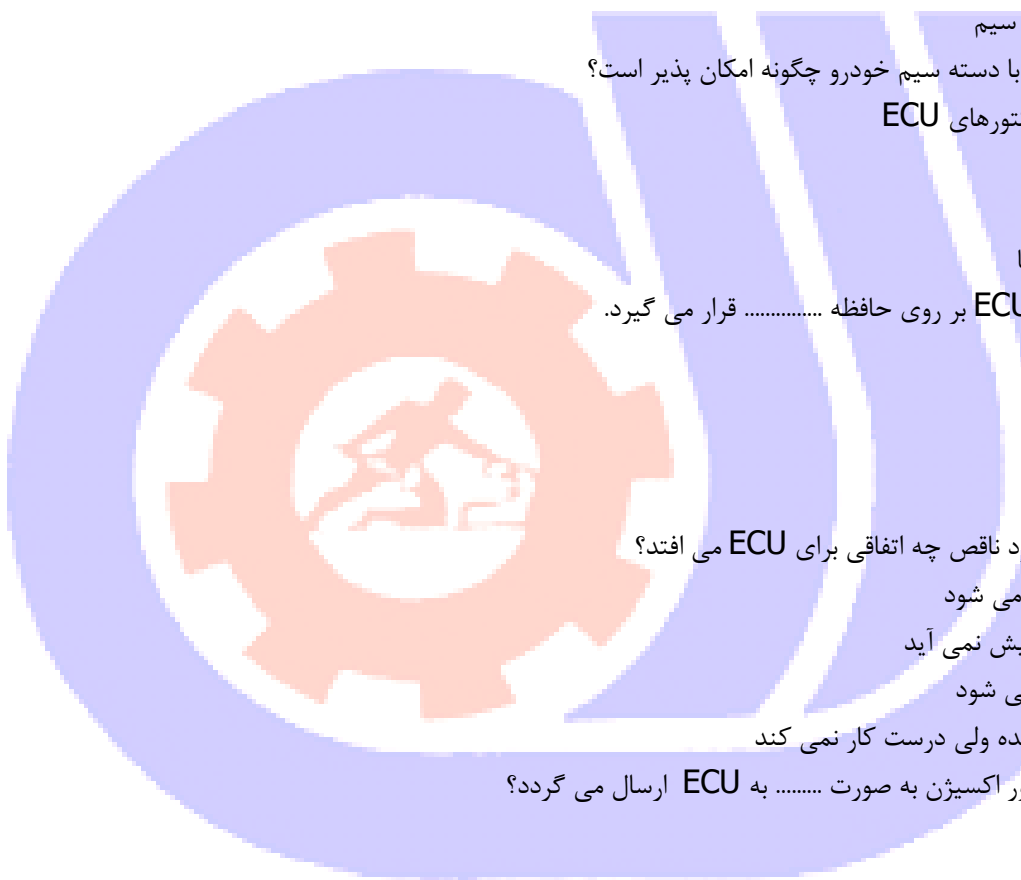 سیم
با دسته سیم خودرو چگونه امکان پذیر است؟
تورهای ECU
ا
ECU بر روی حافظه ............... قرار می گیرد.
د ناقص چه اتفاقی برای ECU می افتد؟
می شود
یش نمی آید
ی شود
ده ولی درست کار نمی کند
ور اکسیژن به صورت ......... به ECU ارسال می گردد؟